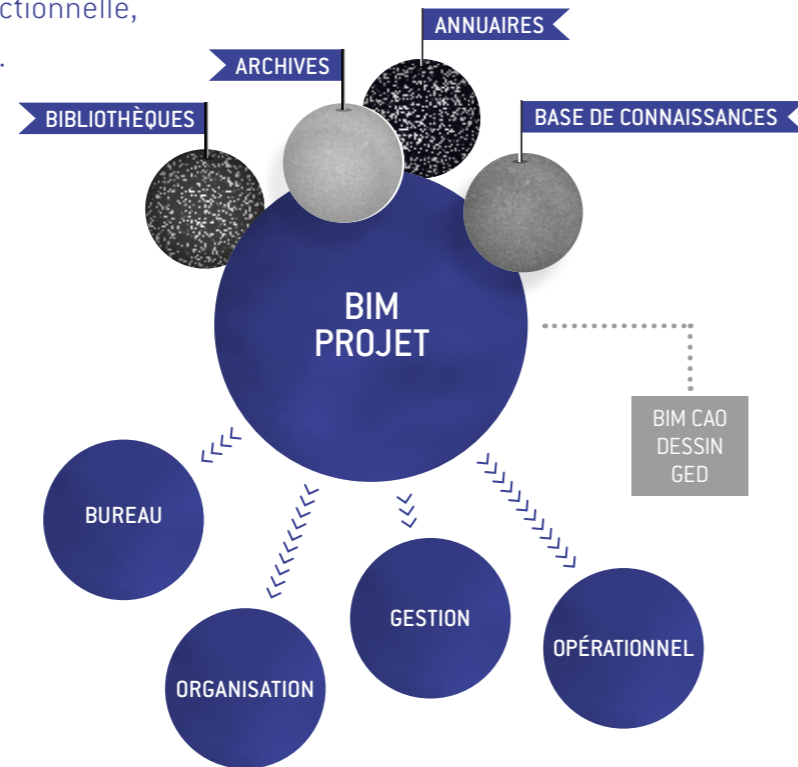 ctionnelle,
.
ANNUAIRES
ARCHIVES
BIBLIOTHÈQUES
BASE DE CONNAISSANCES
BIM
PROJET
BIM CAO
DESSIN
GED
BUREAU
GESTION
OPÉRATIONNEL
ORGANISATION